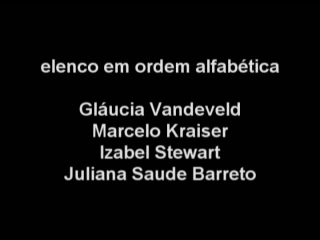 elenco em ordem alfabética
Gláucia Vandeveld
Marcelo Kraiser
Izabel Stewart
Juliana Saude Barreto